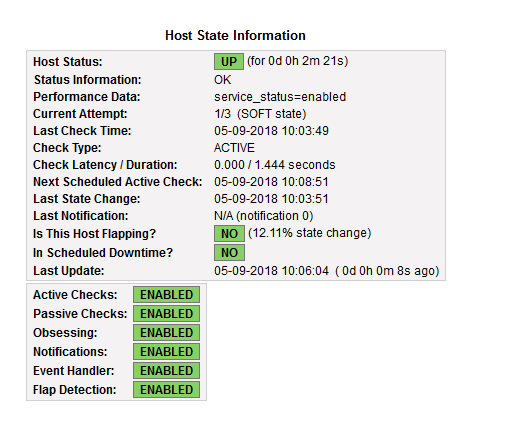 Host State Information
Host Status: UP (for 0d 0h 2m 21s)
Status Information: OK
Performance Data: service_status=enabled
Current Attempt: 1/3 (SOFT state)
Last Check Time: 05-09-2018 10:03:49
Check Type: ACTIVE
Check Latency / Duration: 0.000 / 1.444 seconds
Next Scheduled Active Check: 05-09-2018 10:08:51
Last State Change: 05-09-2018 10:03:51
Last Notification: N/A (notification 0)
Is This Host Flapping? NO (12.11% state change)
In Scheduled Downtime? NO
Last Update: 05-09-2018 10:06:04 ( 0d 0h 0m 8s ago)
Active Checks: ENABLED
Passive Checks: ENABLED
Obsessing: ENABLED
Notifications: ENABLED
Event Handler: ENABLED
Flap Detection: ENABLED